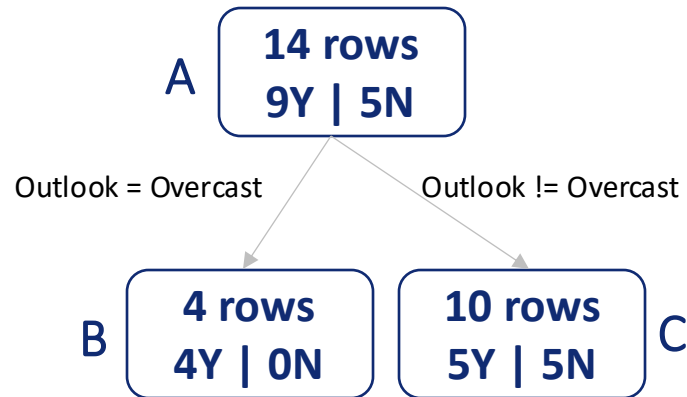 A
14 rows
9Y | 5N
Outlook = Overcast
Outlook != Overcast
B
4 rows
4Y | 0N
10 rows
5Y | 5N
C